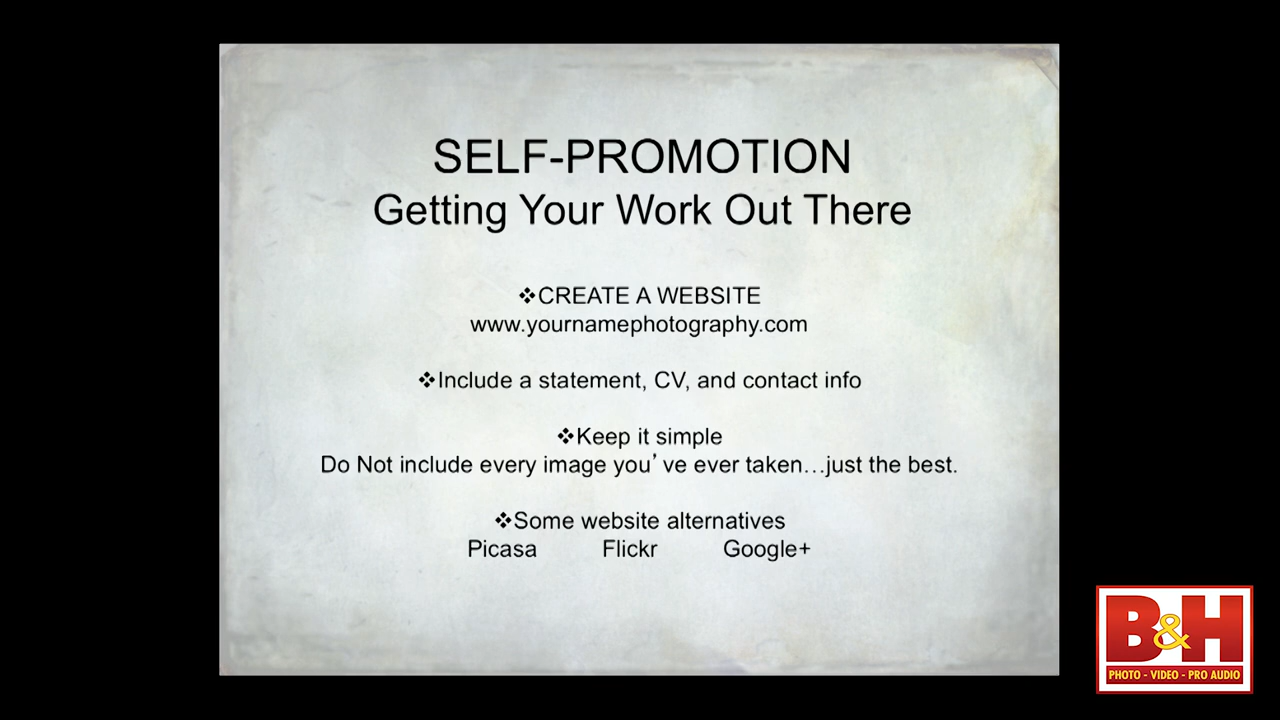 SELF-PROMOTION
Getting Your Work Out There
❖CREATE A WEBSITE
www.yournamephotography.com
❖Include a statement, CV, and contact info
❖Keep it simple
Do Not include every image you’ve ever taken…just the best.
❖Some website alternatives
Picasa Flickr Google+
B&H
PHOTO - VIDEO - PRO AUDIO